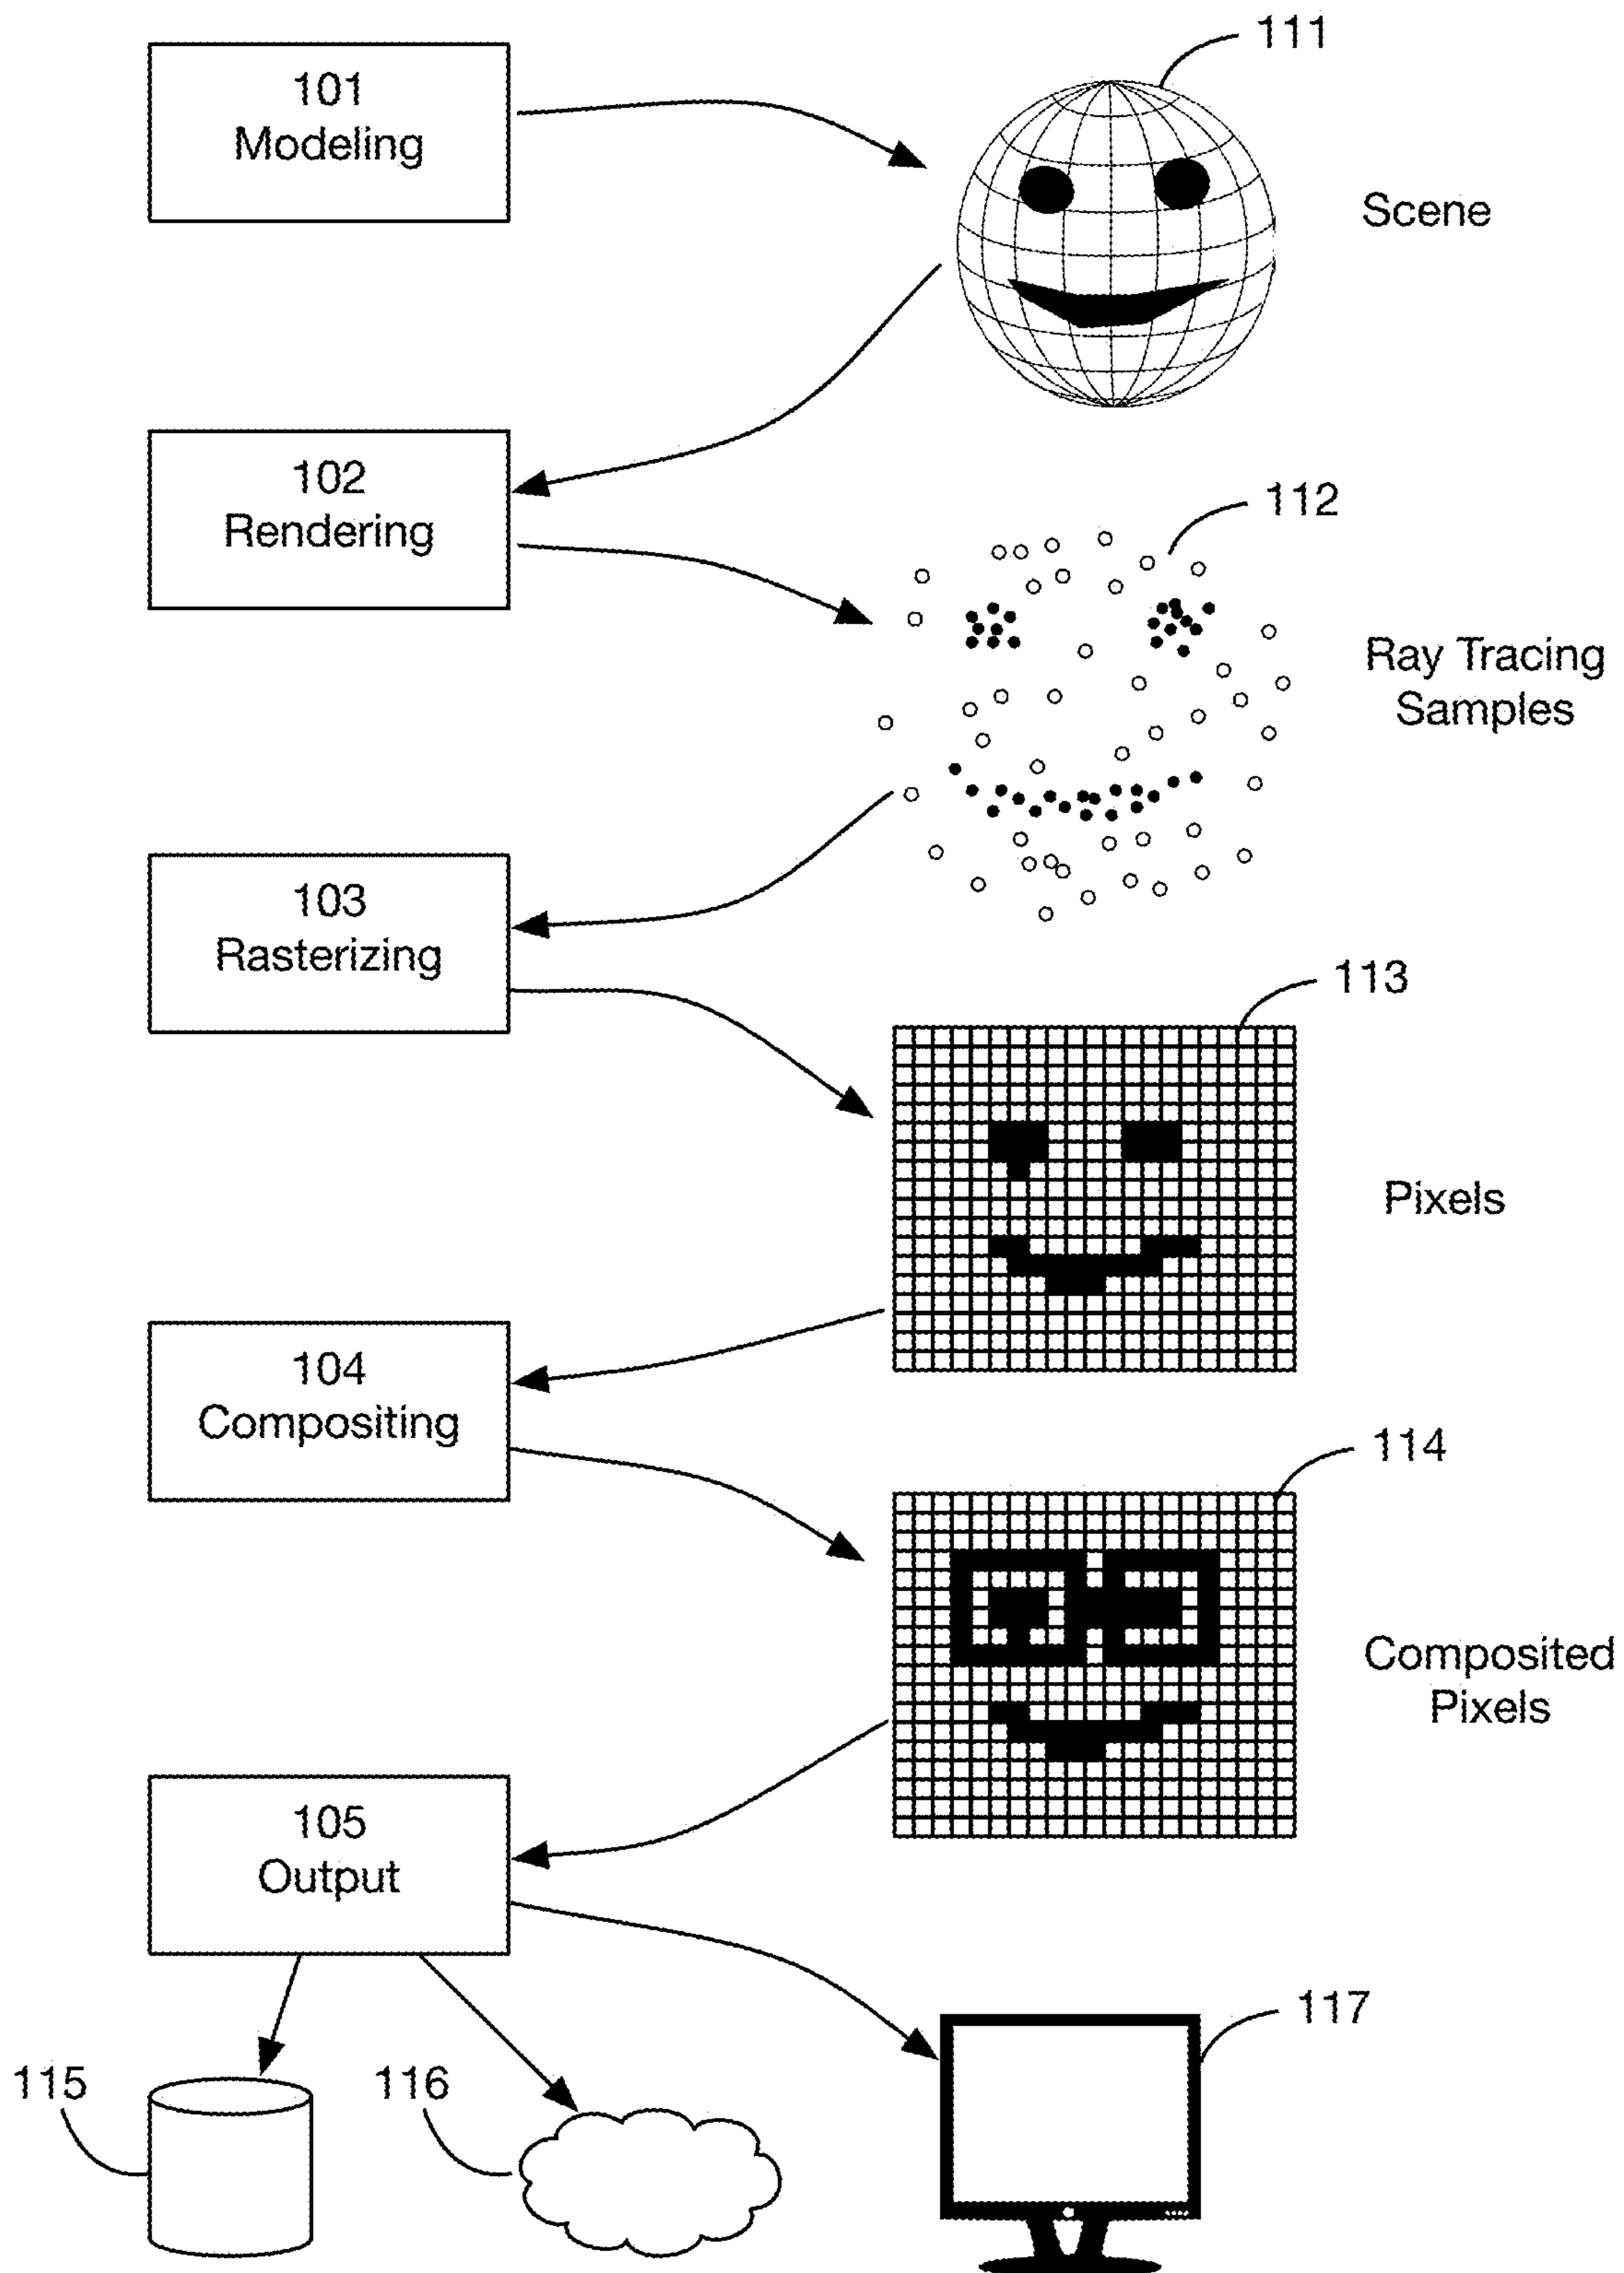 111
101
Modeling
Scene
102
Rendering
112
Ray Tracing
Samples
103
Rasterizing
113
Pixels
104
Compositing
114
Composited
Pixels
105
Output
117
115
116